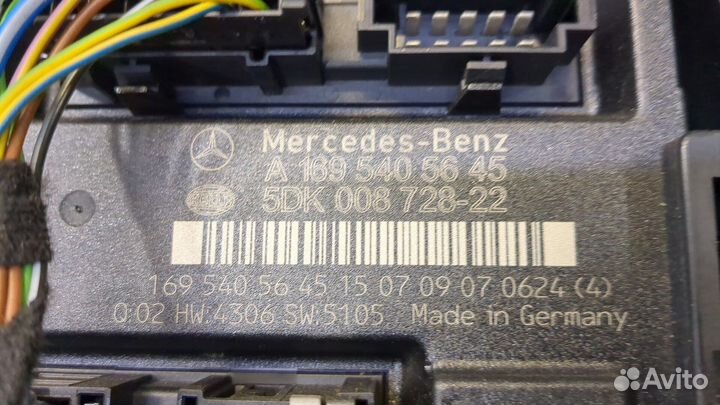 Mercedes-Benz
A 169 540 56 45
5DK 008 728-22
169 540 56 45 15 07 09 07 0624 (4)
Q:02 HW:4306 SW:5105 Made in Germany
Avito